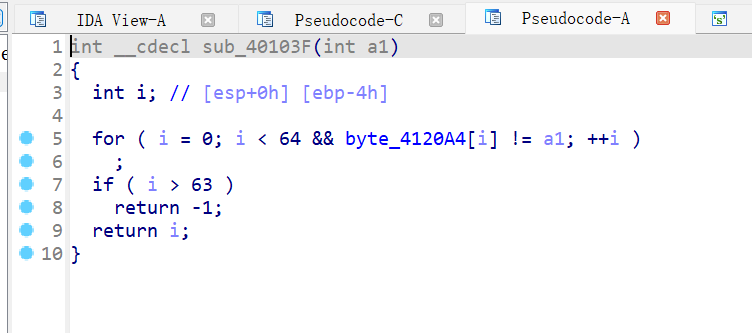 IDA View-A Pseudocode-C Pseudocode-A 's'
1 int __cdecl sub_40103F(int a1)
2 {
3 int i; // [esp+0h] [ebp-4h]
4
5 for ( i = 0; i < 64 && byte_4120A4[i] != a1; ++i )
6 ;
7 if ( i > 63 )
8 return -1;
9 return i;
10 }